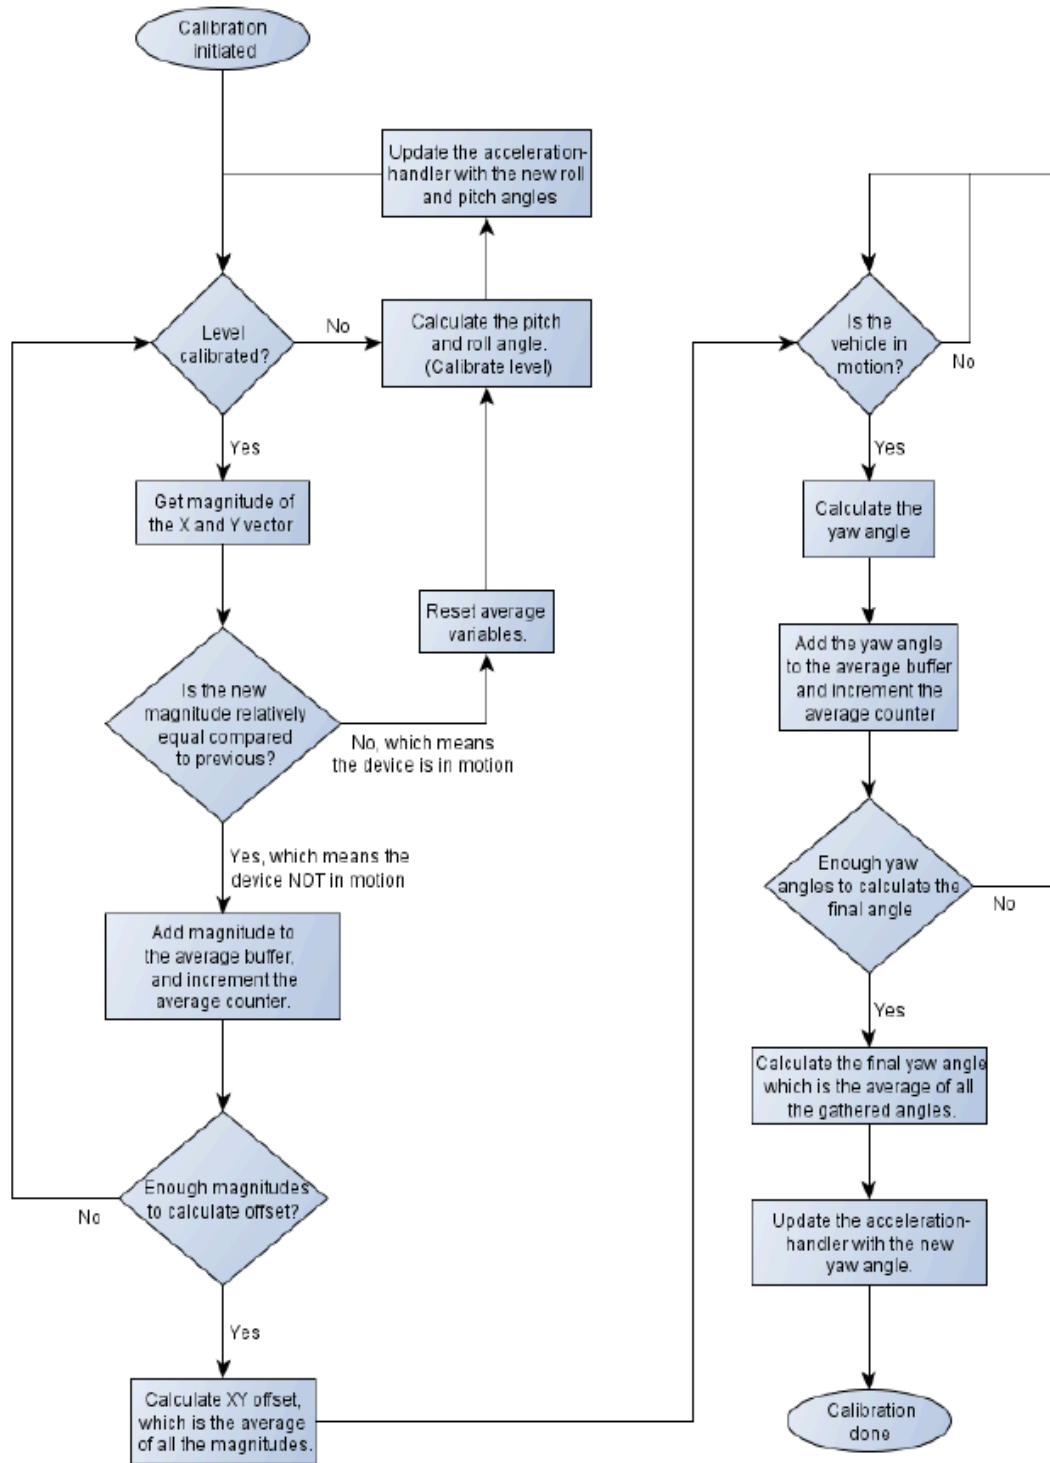 Calibration
initiated
Update the acceleration-
handler with the new roll
and pitch angles
Level
calibrated?
No
Calculate the pitch
and roll angle.
(Calibrate level)
Yes
Get magnitude of
the X and Y vector
Reset average
variables.
Is the new
magnitude relatively
equal compared
to previous?
No, which means
the device is in motion
Yes, which means the
device NOT in motion
Add magnitude to
the average buffer,
and increment the
average counter.
Enough magnitudes
to calculate offset?
No
Yes
Calculate XY offset,
which is the average
of all the magnitudes.
Is the
vehicle in
motion?
No
Yes
Calculate the
yaw angle
Add the yaw angle
to the average buffer
and increment the
average counter
Enough yaw
angles to calculate the
final angle
No
Yes
Calculate the final yaw angle
which is the average of all
the gathered angles.
Update the acceleration-
handler with the new
yaw angle.
Calibration
done